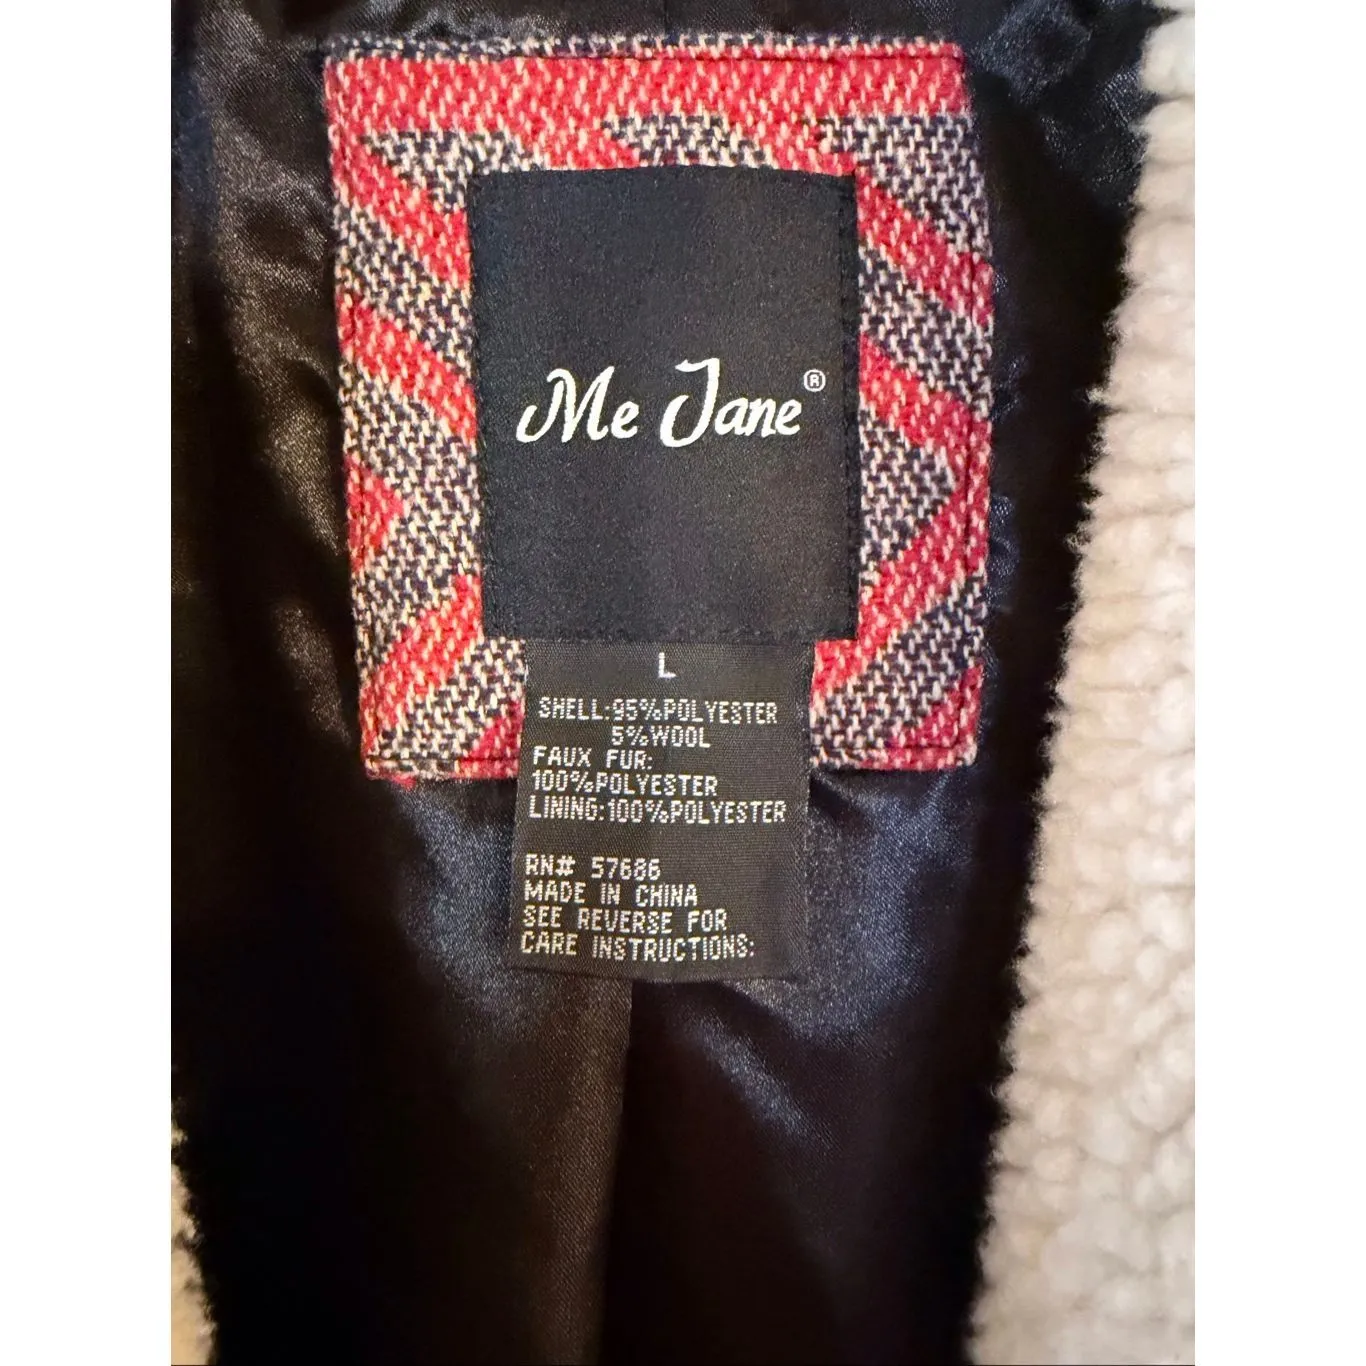 Me Jane®
L
SHELL:95%POLYESTER
5%WOOL
FAUX FUR:
100%POLYESTER
LINING:100%POLYESTER
RN# 57686
MADE IN CHINA
SEE REVERSE FOR
CARE INSTRUCTIONS: